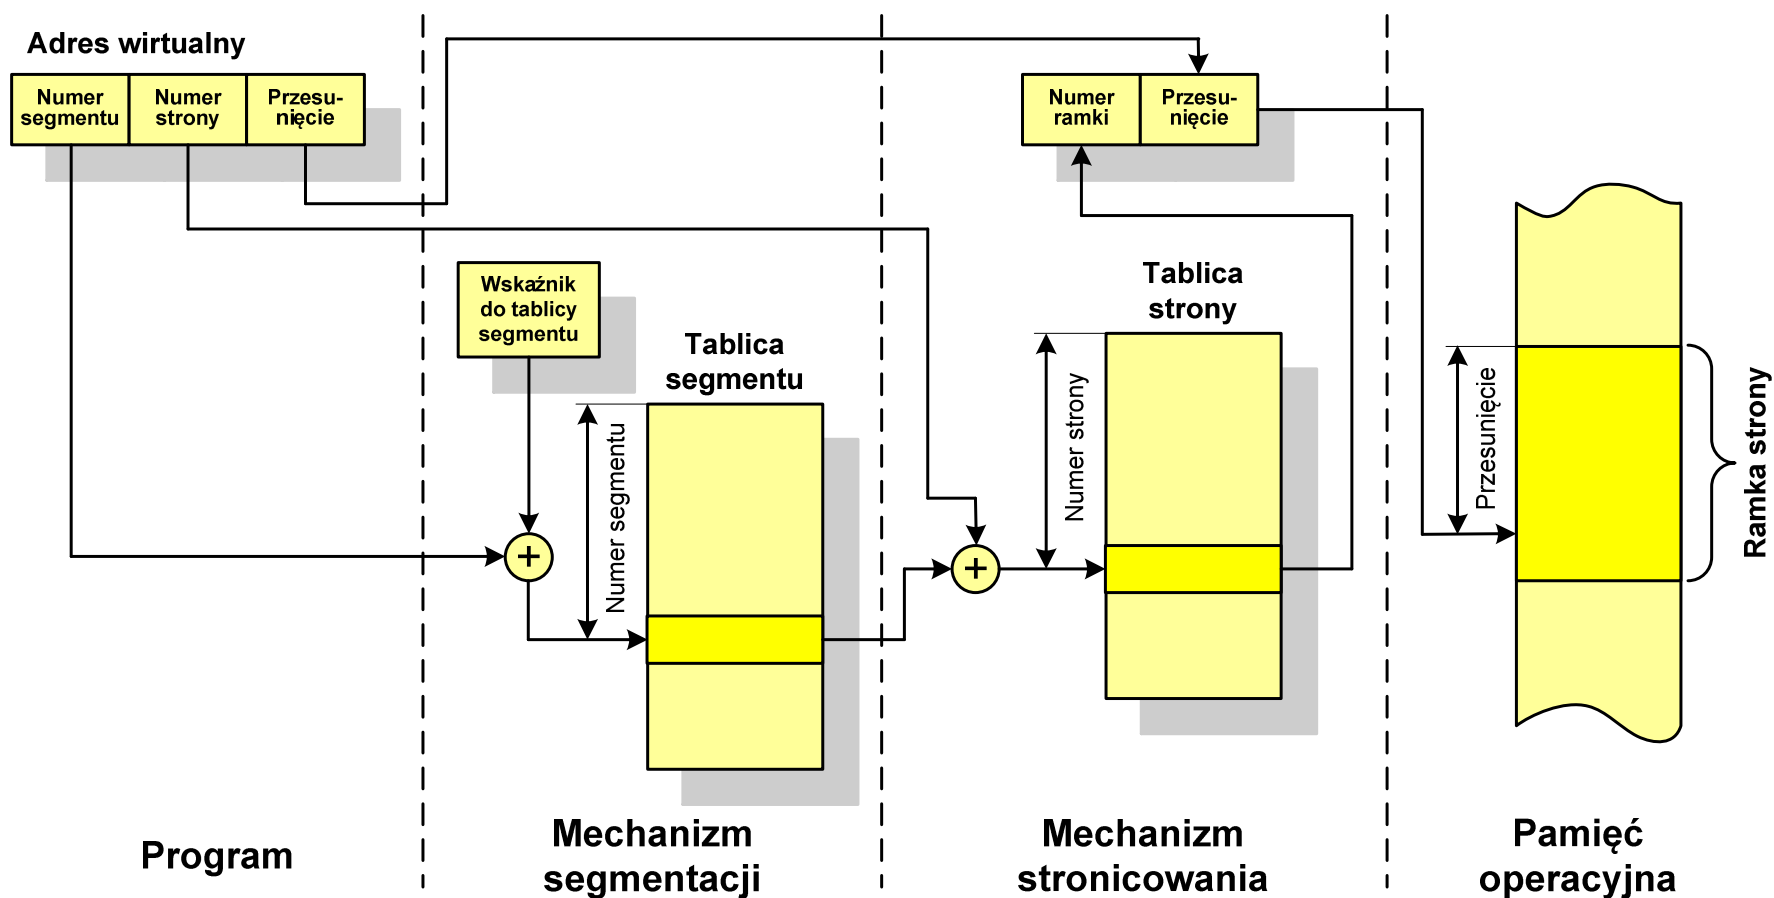 Adres wirtualny
Numer
segmentu
Numer
strony
Przesu-
nięcie
Numer
ramki
Przesu-
nięcie
Wskaźnik
do tablicy
segmentu
Tablica
segmentu
Numer segmentu
Tablica
strony
Numer strony
Przesunięcie
Ramka strony
+
+
Program
Mechanizm
segmentacji
Mechanizm
stronicowania
Pamięć
operacyjna